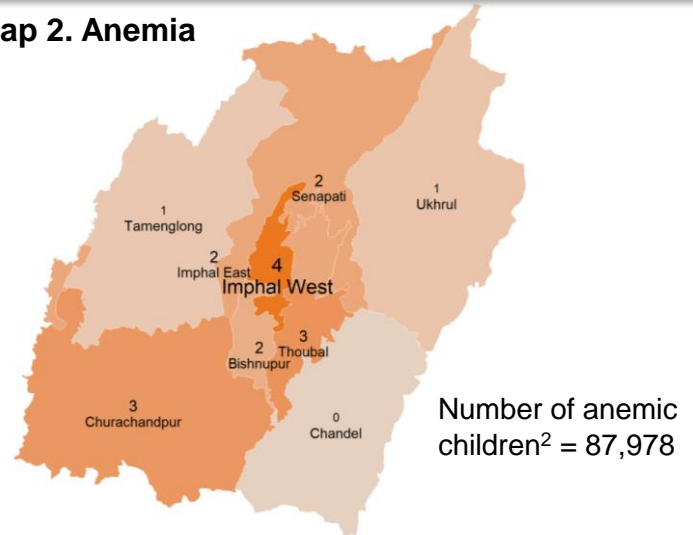 ap 2. Anemia
2
Senapati
1
Ukhrul
1
Tamenglong
2
Imphal East
4
Imphal West
3
Thoubal
2
Bishnupur
3
Churachandpur
0
Chandel
Number of anemic
children² = 87,978